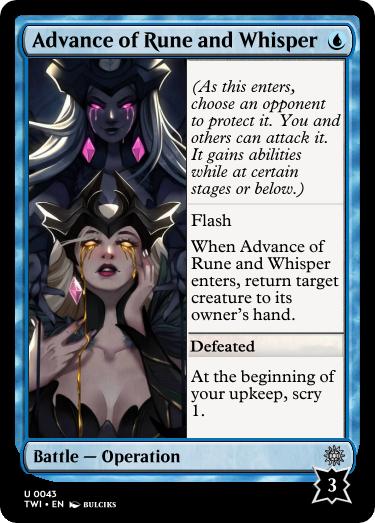 Advance of Rune and Whisper
(As this enters,
choose an opponent
to protect it. You and
others can attack it.
It gains abilities
while at certain
stages or below.)
Flash
When Advance of
Rune and Whisper
enters, return target
creature to its
owner's hand.
Defeated
At the beginning of
your upkeep, scry
1.
Battle — Operation
3
U 0043
TWI • EN BULCIKS